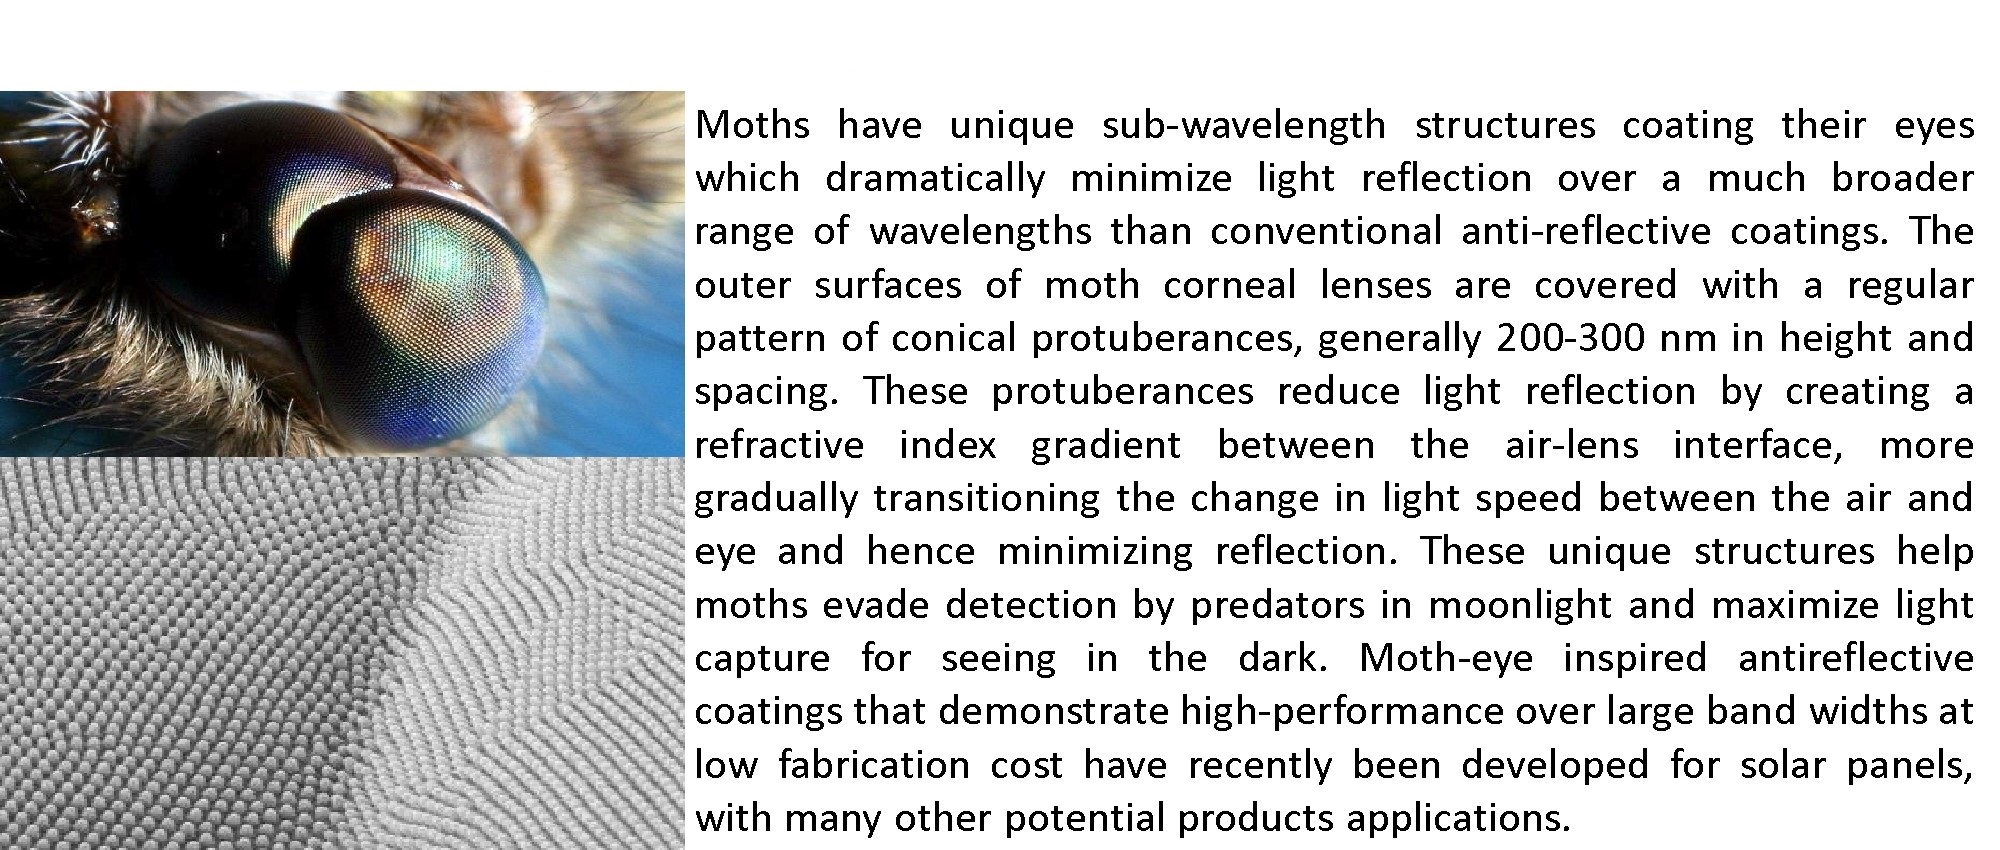 Moths have unique sub-wavelength structures coating their eyes
which dramatically minimize light reflection over a much broader
range of wavelengths than conventional anti-reflective coatings. The
outer surfaces of moth corneal lenses are covered with a regular
pattern of conical protuberances, generally 200-300 nm in height and
spacing. These protuberances reduce light reflection by creating a
refractive index gradient between the air-lens interface, more
gradually transitioning the change in light speed between the air and
eye and hence minimizing reflection. These unique structures help
moths evade detection by predators in moonlight and maximize light
capture for seeing in the dark. Moth-eye inspired antireflective
coatings that demonstrate high-performance over large band widths at
low fabrication cost have recently been developed for solar panels,
with many other potential products applications.